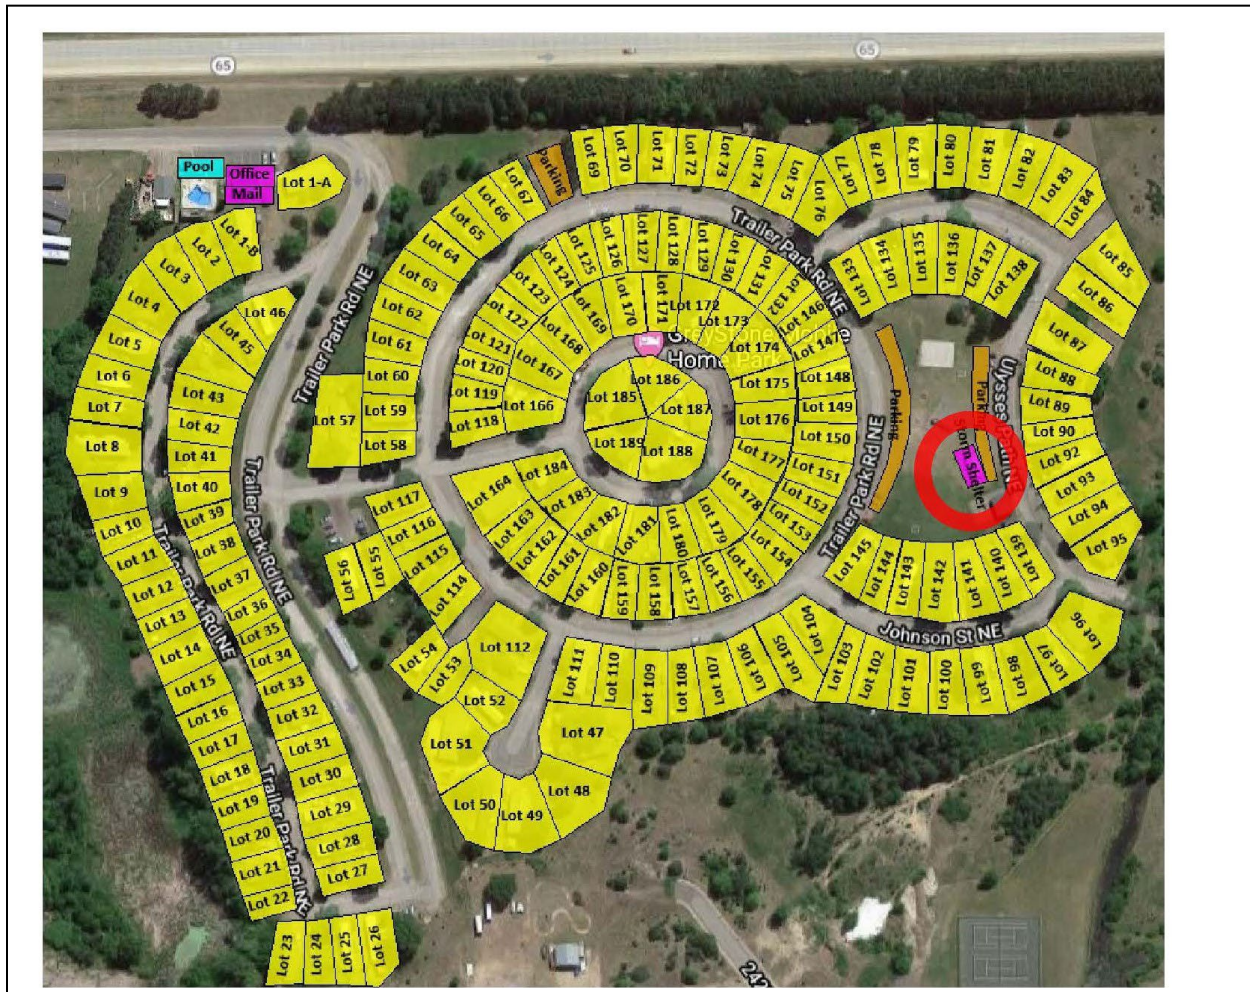 65
65
Pool
Office
Mail
Lot 1-A
Lot 1-B
Lot 2
Lot 3
Lot 4
Lot 5
Lot 6
Lot 7
Lot 8
Lot 9
Lot 10
Lot 11
Lot 12
Lot 13
Lot 14
Lot 15
Lot 16
Lot 17
Lot 18
Lot 19
Lot 20
Lot 21
Lot 22
Lot 23
Lot 24
Lot 25
Lot 26
Lot 27
Lot 28
Lot 29
Lot 30
Lot 31
Lot 32
Lot 33
Lot 34
Lot 35
Lot 36
Lot 37
Lot 38
Lot 39
Lot 40
Lot 41
Lot 42
Lot 43
Lot 45
Lot 46
Trailer Park Rd NE
Trailer Park Rd NE
Trailer Park Rd NE
Trailer Park Rd NE
Lot 47
Lot 48
Lot 49
Lot 50
Lot 51
Lot 52
Lot 53
Lot 54
Lot 55
Lot 56
Lot 57
Lot 58
Lot 59
Lot 60
Lot 61
Lot 62
Lot 63
Lot 64
Lot 65
Lot 66
Lot 67
Parking
Lot 69
Lot 70
Lot 71
Lot 72
Lot 73
Lot 74
Lot 75
Lot 76
Lot 77
Lot 78
Lot 79
Lot 80
Lot 81
Lot 82
Lot 83
Lot 84
Lot 85
Lot 86
Lot 87
Lot 88
Lot 89
Lot 90
Lot 92
Lot 93
Lot 94
Lot 95
Lot 96
Lot 97
Lot 98
Lot 99
Lot 100
Lot 101
Lot 102
Lot 103
Lot 104
Lot 105
Lot 106
Lot 107
Lot 108
Lot 109
Lot 110
Lot 111
Lot 112
Lot 114
Lot 115
Lot 116
Lot 117
Lot 118
Lot 119
Lot 120
Lot 121
Lot 122
Lot 123
Lot 124
Lot 125
Lot 126
Lot 127
Lot 128
Lot 129
Lot 130
Lot 131
Lot 132
Lot 133
Lot 134
Lot 135
Lot 136
Lot 137
Lot 138
Lot 139
Lot 140
Lot 141
Lot 142
Lot 143
Lot 144
Lot 145
Lot 146
Lot 147
Lot 148
Lot 149
Lot 150
Lot 151
Lot 152
Lot 153
Lot 154
Lot 155
Lot 156
Lot 157
Lot 158
Lot 159
Lot 160
Lot 161
Lot 162
Lot 163
Lot 164
Lot 166
Lot 167
Lot 168
Lot 169
Lot 170
Lot 171
Lot 172
Lot 173
Lot 174
Lot 175
Lot 176
Lot 177
Lot 178
Lot 179
Lot 180
Lot 181
Lot 182
Lot 183
Lot 184
Lot 185
Lot 186
Lot 187
Lot 188
Lot 189
GreyStone Mobile
Home Park
Trailer Park Rd NE
Trailer Park Rd NE
Parking
Parking
Storm Shelter
Johnson St NE
242